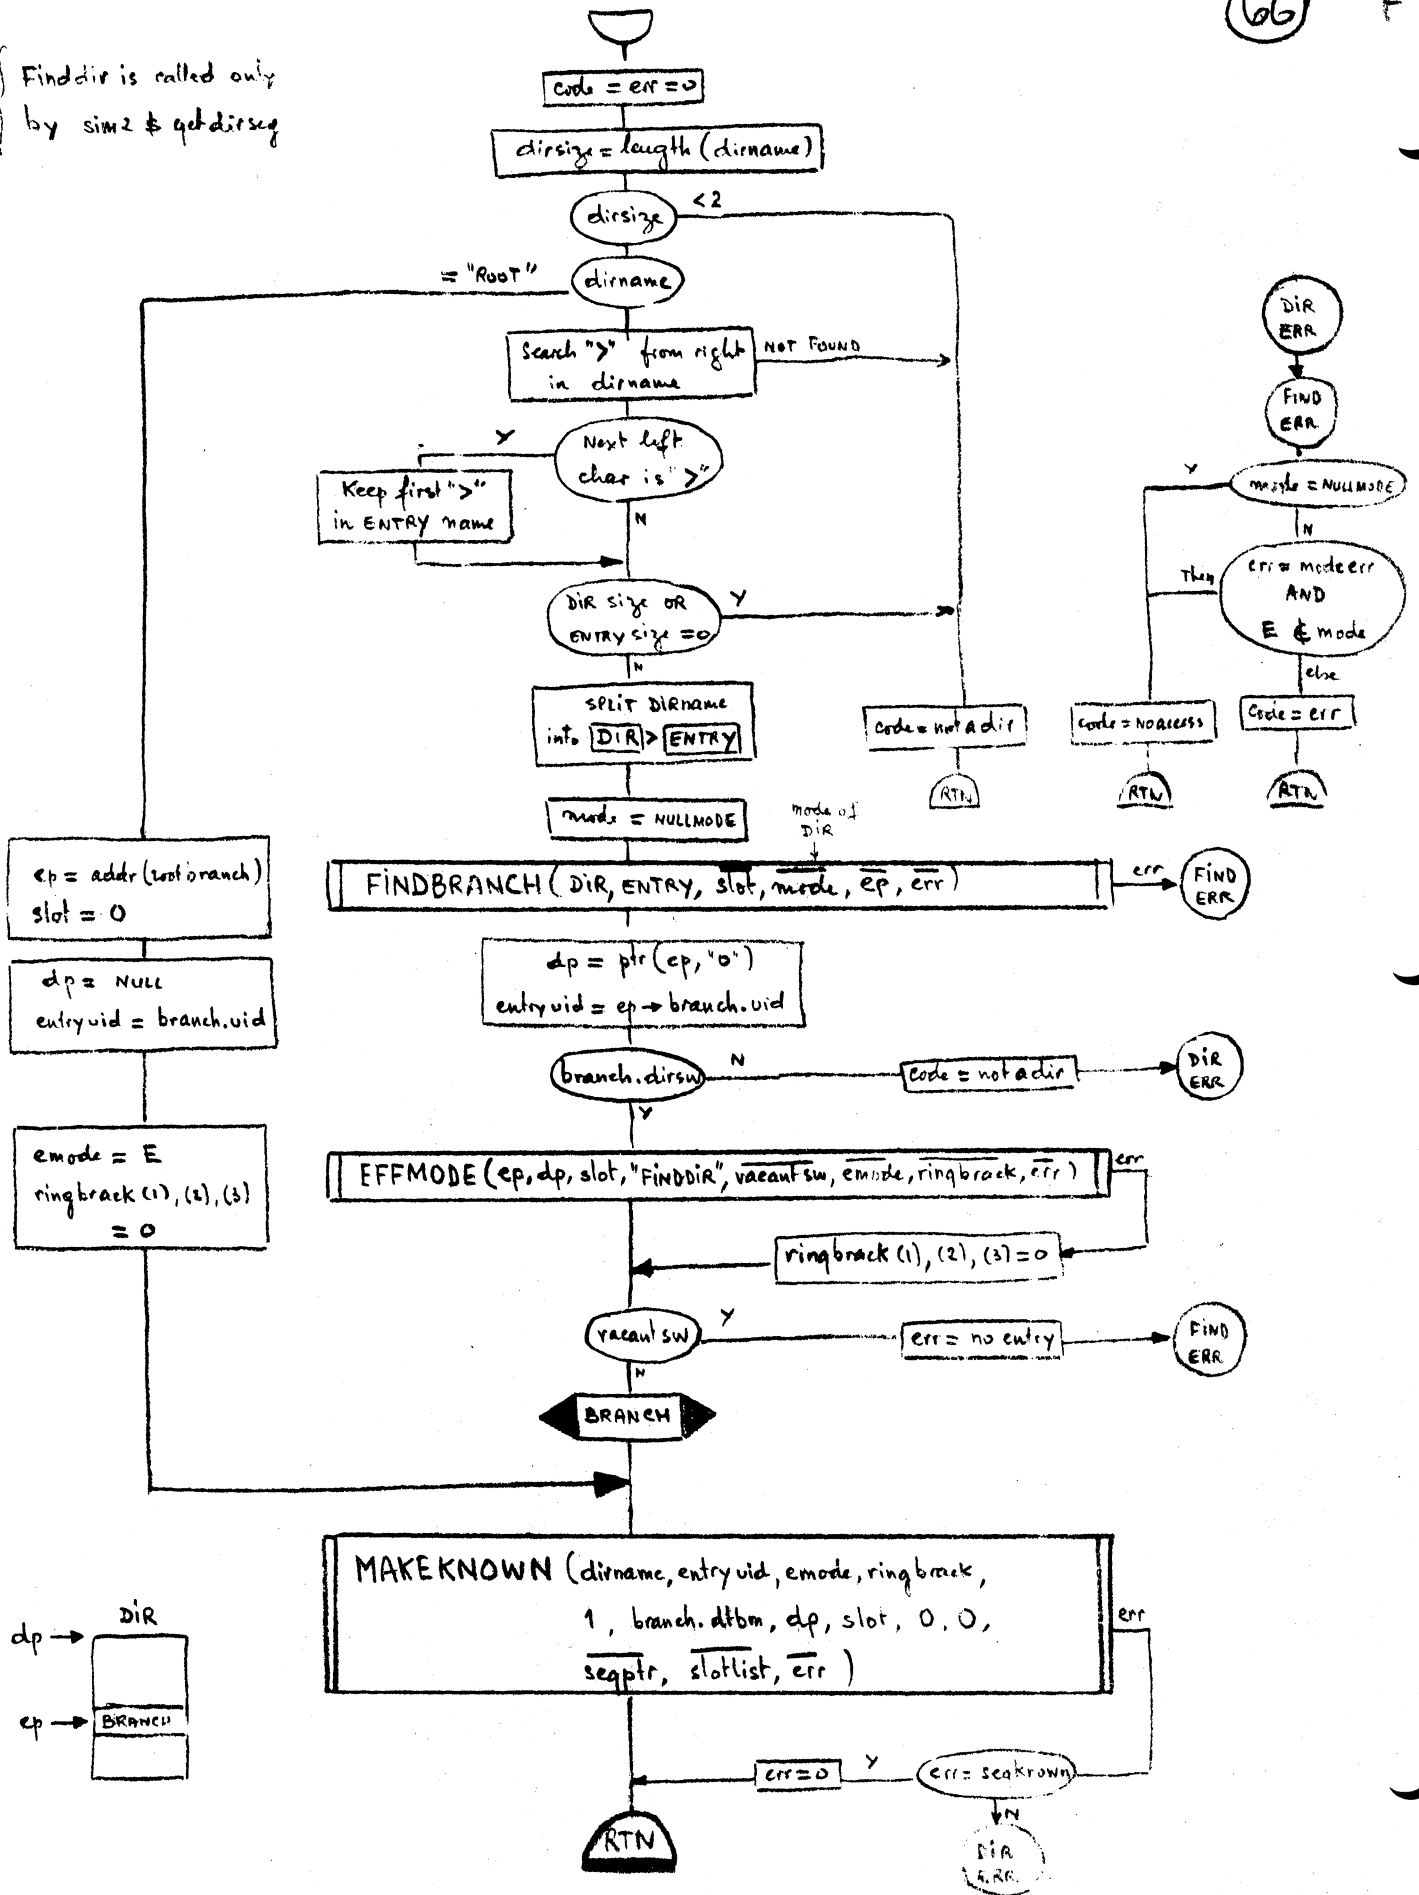 66 F
Finddir is called only
by sim2 $ getdirseg
code = err = 0
dirsize = length (dirname)
dirsize
<2
dirname
= "ROOT"
Search ">" from right
in dirname
NOT FOUND
Next left
char is ">"
Y
N
Keep first ">"
in ENTRY name
DIR size OR
ENTRY size = 0
Y
N
SPLIT DIRname
into DIR > ENTRY
code = not a dir
RTN
DIR
ERR
FIND
ERR
mode = NULLMODE
Y
N
err = modeerr
AND
E ¢ mode
Then
else
code = noaccess
code = err
RTN
RTN
mode = NULLMODE
mode of
DIR
FINDBRANCH ( DIR, ENTRY, slot, mode, ep, err )
err
FIND
ERR
ep = addr (rootbranch)
slot = 0
dp = NULL
entryuid = branch.uid
dp = ptr (ep, "0")
entryuid = ep → branch.uid
branch.dirsw
N
Y
code = not a dir
DIR
ERR
emode = E
ringbrack (1), (2), (3)
= 0
EFFMODE ( ep, dp, slot, "FINDDIR", vacantsw, emode, ringbrack, err )
err
ringbrack (1), (2), (3) = 0
vacantsw
Y
N
err = no entry
FIND
ERR
BRANCH
MAKEKNOWN ( dirname, entryuid, emode, ringbrack,
1, branch.dtbm, dp, slot, 0, 0,
segptr, slotlist, err )
err
DIR
dp →
ep →
BRANCH
err = 0
Y
err = segknown
N
RTN
DIR
ERR